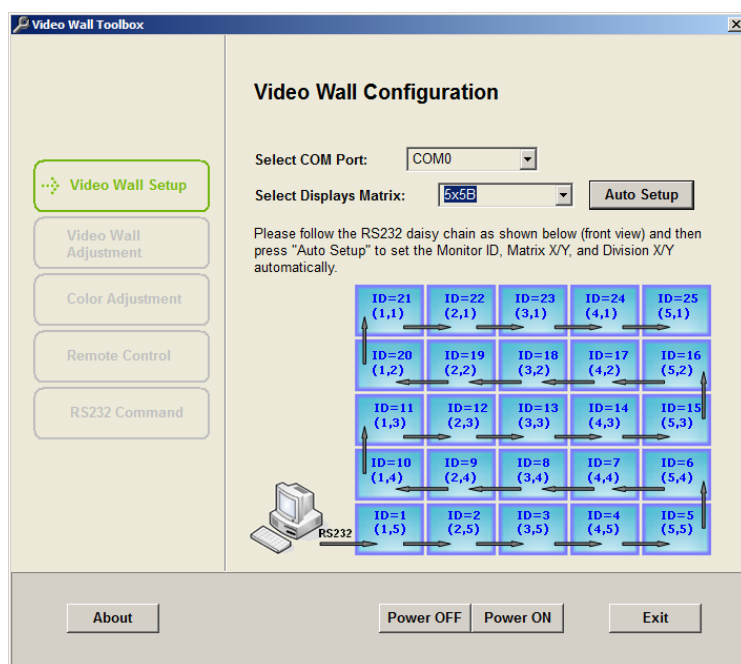 Video Wall Toolbox
Video Wall Configuration
Select COM Port: COM0
Select Displays Matrix: 5x5B Auto Setup
Please follow the RS232 daisy chain as shown below (front view) and then
press "Auto Setup" to set the Monitor ID, Matrix X/Y, and Division X/Y
automatically.
Video Wall Setup
Video Wall
Adjustment
Color Adjustment
Remote Control
RS232 Command
ID=21 ID=22 ID=23 ID=24 ID=25
(1,1) (2,1) (3,1) (4,1) (5,1)
ID=20 ID=19 ID=18 ID=17 ID=16
(1,2) (2,2) (3,2) (4,2) (5,2)
ID=11 ID=12 ID=13 ID=14 ID=15
(1,3) (2,3) (3,3) (4,3) (5,3)
ID=10 ID=9 ID=8 ID=7 ID=6
(1,4) (2,4) (3,4) (4,4) (5,4)
ID=1 ID=2 ID=3 ID=4 ID=5
(1,5) (2,5) (3,5) (4,5) (5,5)
RS232
About Power OFF Power ON Exit